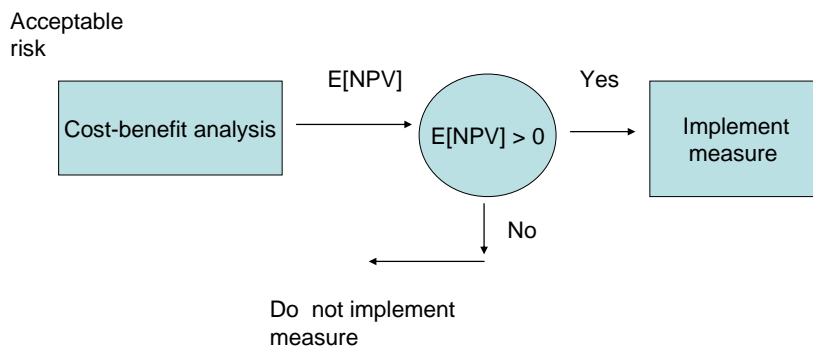 Acceptable
risk
E[NPV]
Yes
Cost-benefit analysis
E[NPV] > 0
Implement
measure
No
Do  not implement
measure